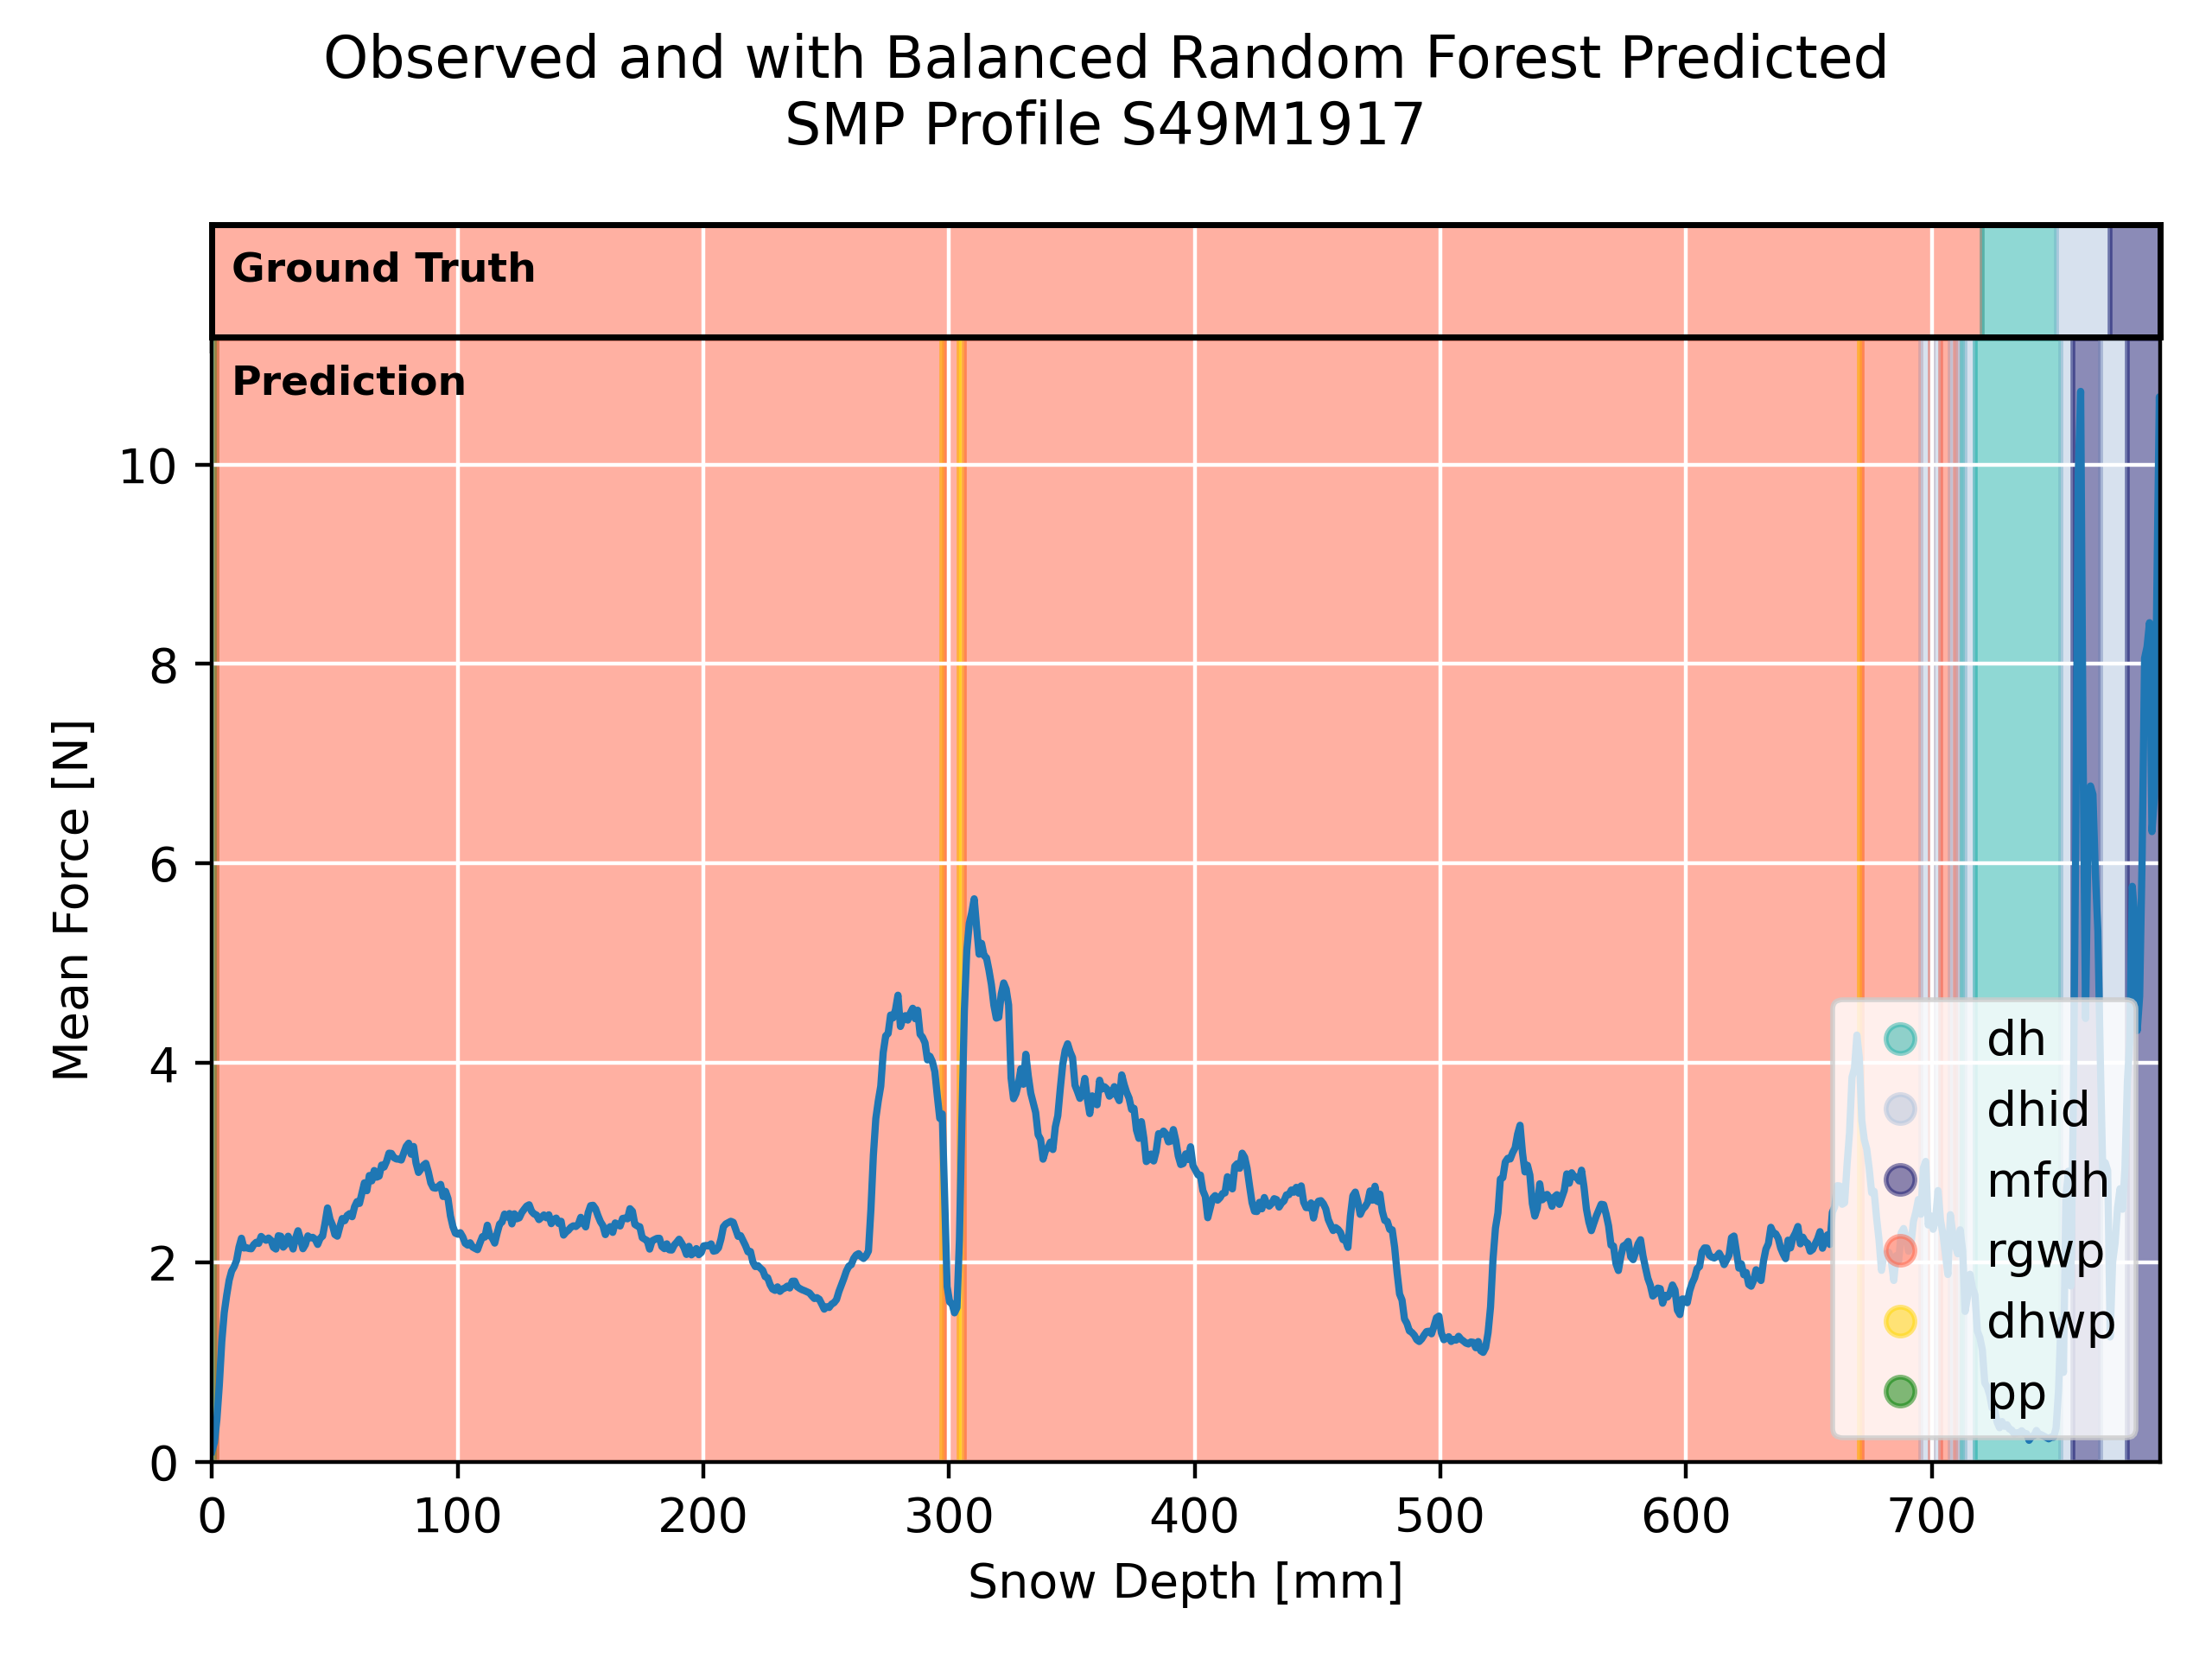 Observed and with Balanced Random Forest Predicted
SMP Profile S49M1917
Ground Truth
Prediction
10
8
6
4
2
0
Mean Force [N]
dh
dhid
mfdh
rgwp
dhwp
pp
0 100 200 300 400 500 600 700
Snow Depth [mm]